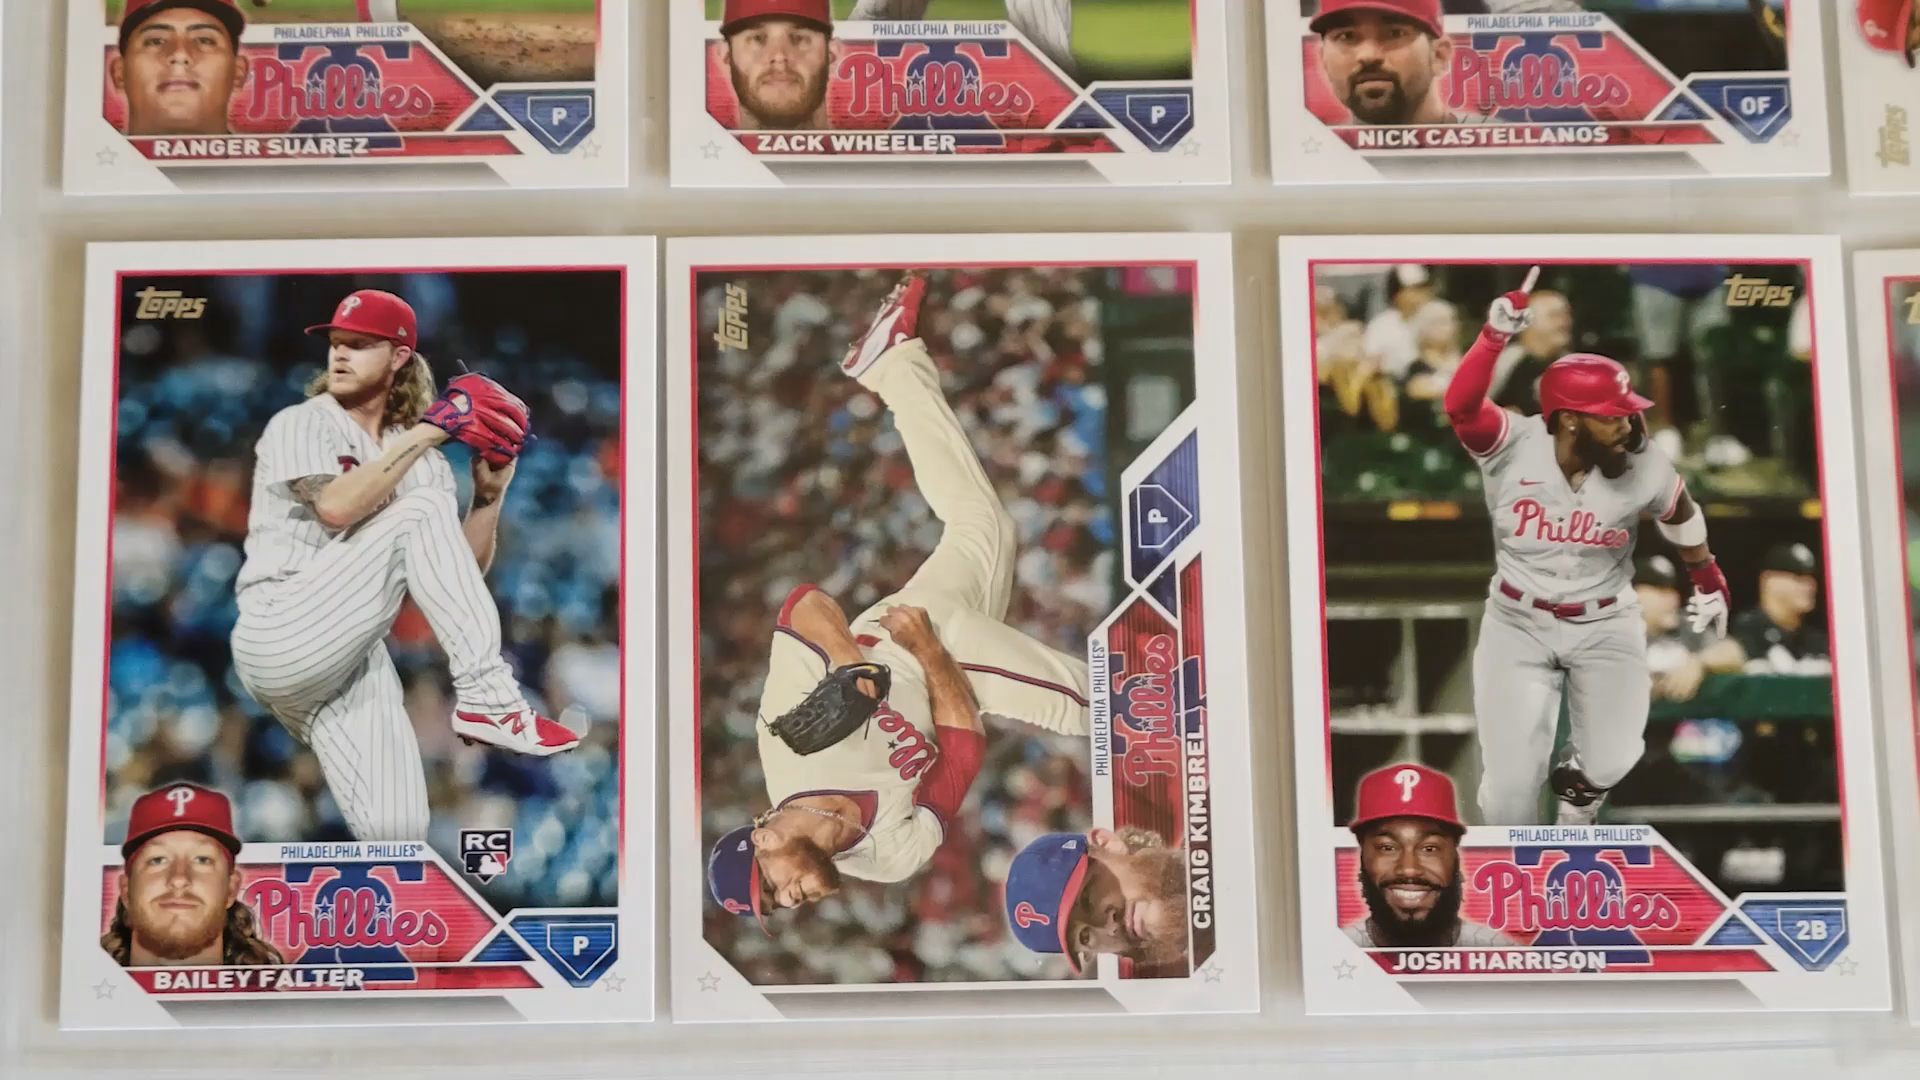 PHILADELPHIA PHILLIES®
Phillies
P
RANGER SUÁREZ
PHILADELPHIA PHILLIES®
Phillies
P
ZACK WHEELER
PHILADELPHIA PHILLIES®
Phillies
OF
NICK CASTELLANOS
TOPPS
TOPPS
P
P
PHILADELPHIA PHILLIES®
RC
Phillies
P
BAILEY FALTER
TOPPS
P
PHILADELPHIA PHILLIES®
Phillies
CRAIG KIMBREL
P
P
TOPPS
P
Phillies
P
PHILADELPHIA PHILLIES®
Phillies
2B
JOSH HARRISON